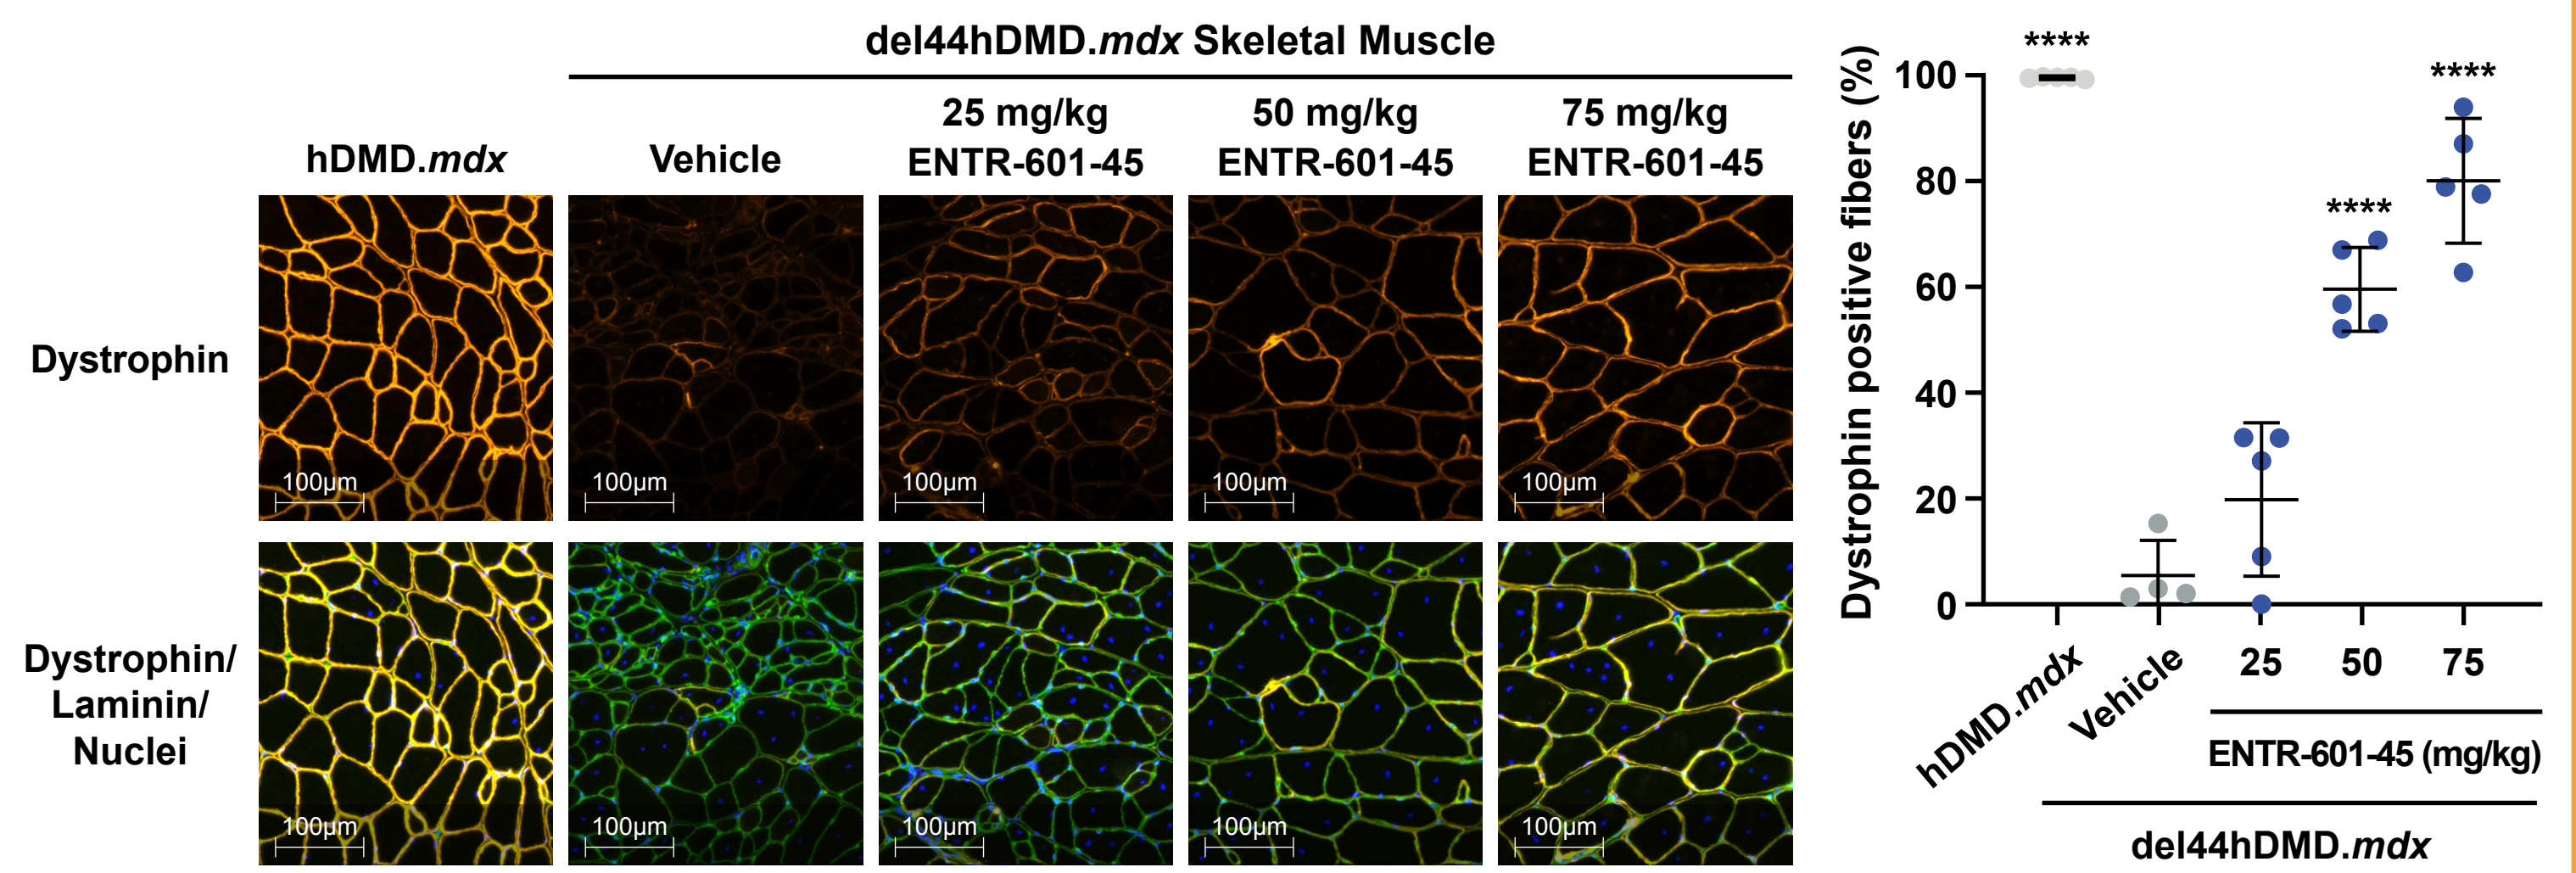 del44hDMD.mdx Skeletal Muscle
hDMD.mdx
Vehicle
25 mg/kg
ENTR-601-45
50 mg/kg
ENTR-601-45
75 mg/kg
ENTR-601-45
Dystrophin
100µm
100µm
100µm
100µm
100µm
Dystrophin/
Laminin/
Nuclei
100µm
100µm
100µm
100µm
100µm
Dystrophin positive fibers (%)
100
80
60
40
20
0
****
****
****
hDMD.mdx
Vehicle
25
50
75
ENTR-601-45 (mg/kg)
del44hDMD.mdx